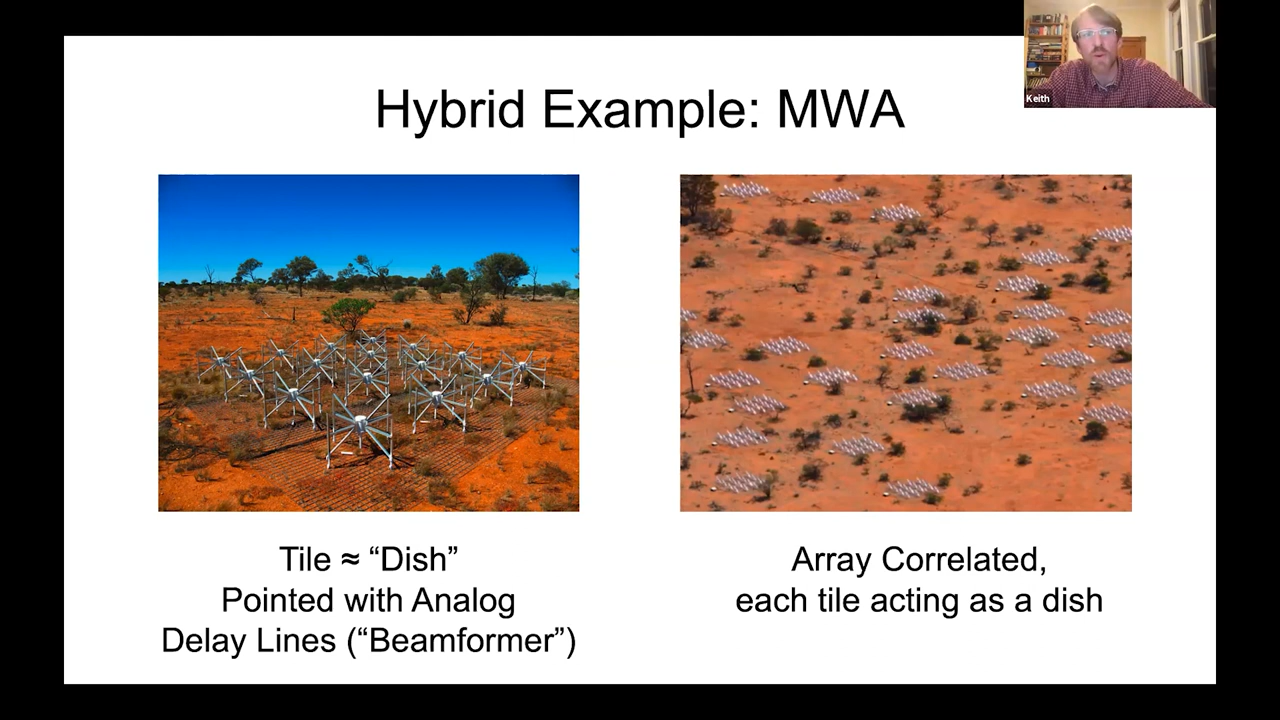 Keith
Hybrid Example: MWA
Tile ≈ “Dish”
Pointed with Analog
Delay Lines (“Beamformer”)
Array Correlated,
each tile acting as a dish